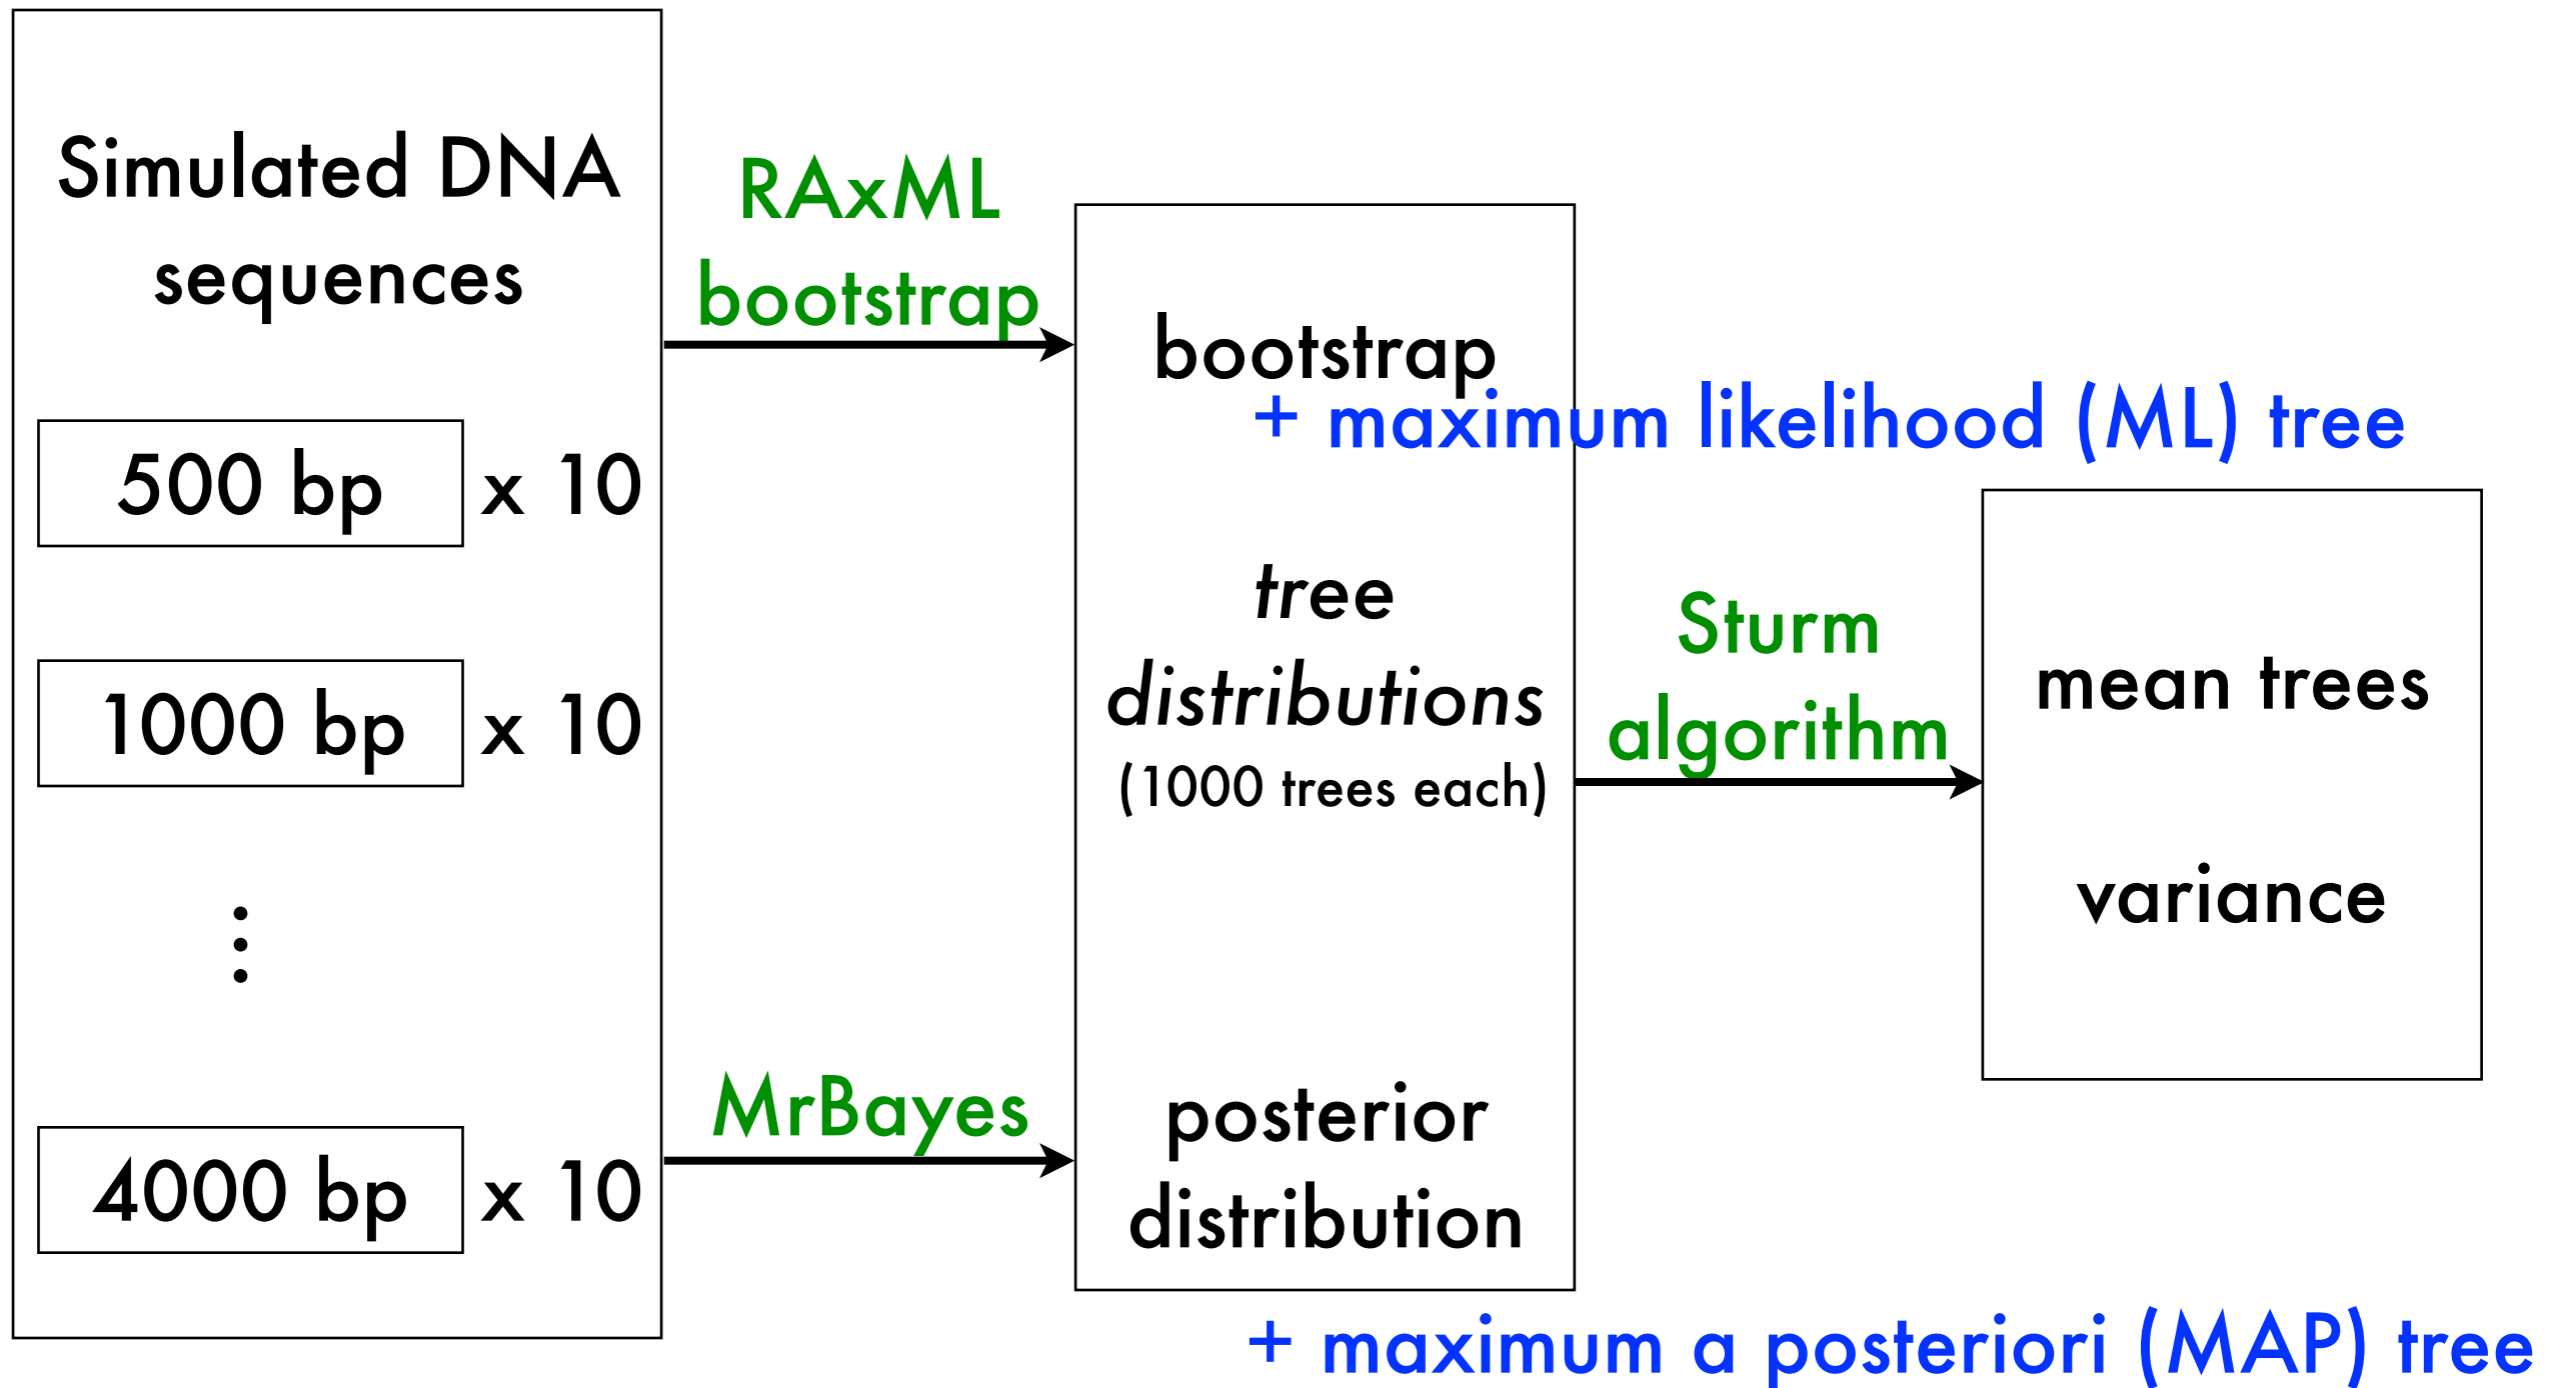 Simulated DNA
sequences
500 bp x 10
1000 bp x 10
⋮
4000 bp x 10
RAxML
bootstrap
MrBayes
bootstrap
+ maximum likelihood (ML) tree
tree
distributions
(1000 trees each)
posterior
distribution
+ maximum a posteriori (MAP) tree
Sturm
algorithm
mean trees
variance